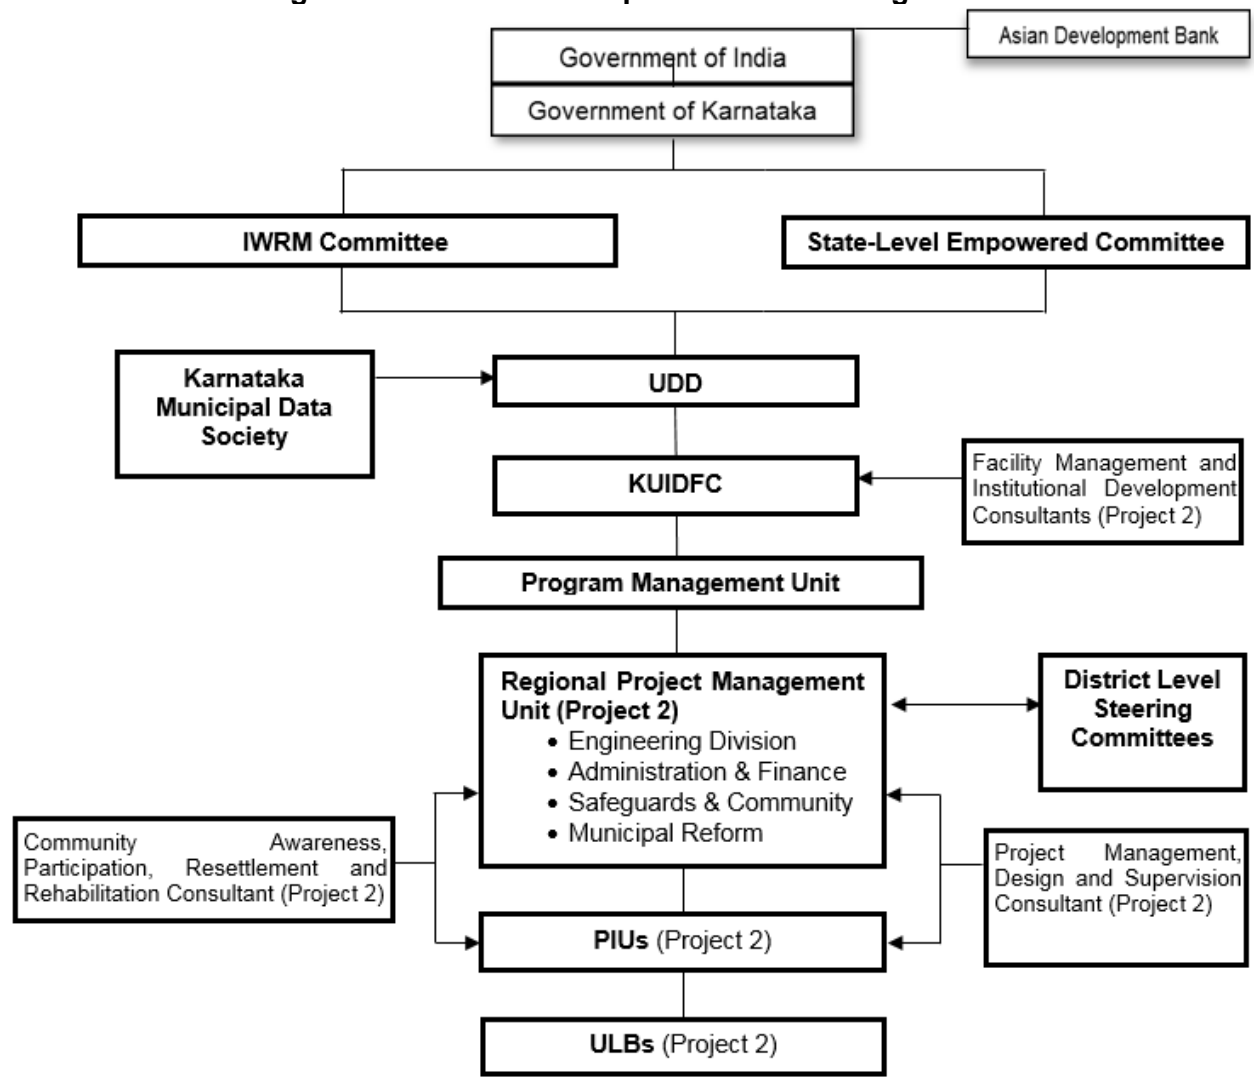 Asian Development Bank
Government of India
Government of Karnataka
IWRM Committee
State-Level Empowered Committee
Karnataka
Municipal Data
Society
UDD
KUIDFC
Facility Management and
Institutional Development
Consultants (Project 2)
Program Management Unit
Regional Project Management
Unit (Project 2)
• Engineering Division
• Administration & Finance
• Safeguards & Community
• Municipal Reform
District Level
Steering
Committees
Community Awareness,
Participation, Resettlement and
Rehabilitation Consultant (Project 2)
Project Management,
Design and Supervision
Consultant (Project 2)
PIUs (Project 2)
ULBs (Project 2)